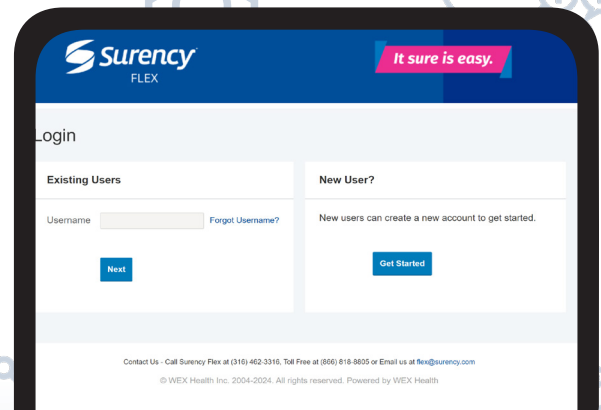 Surency
FLEX
It sure is easy.
Login
Existing Users
Username
Forgot Username?
Next
New User?
New users can create a new account to get started.
Get Started
Contact Us - Call Surency Flex at (316) 462-3316, Toll Free at (866) 818-8805 or Email us at flex@surency.com
© WEX Health Inc. 2004-2024. All rights reserved. Powered by WEX Health